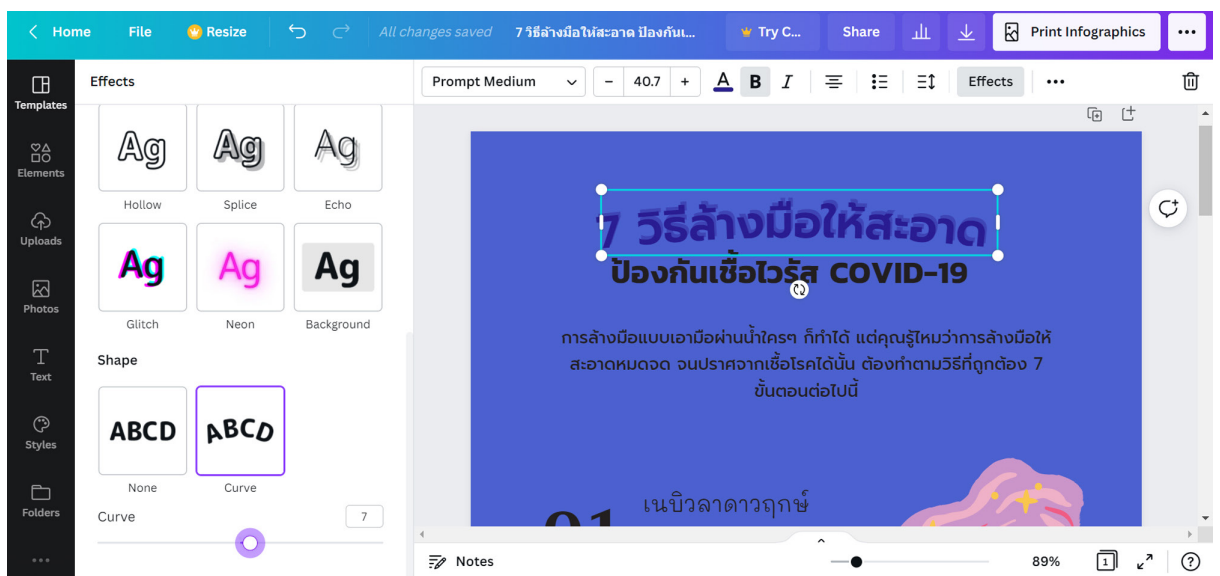 Home File Resize All changes saved 7 วิธีล้างมือให้สะอาด ป้องกันเ... Try C... Share Print Infographics
Templates
Elements
Uploads
Photos
Text
Styles
Folders
Effects
Ag Ag Ag
Hollow Splice Echo
Ag Ag Ag
Glitch Neon Background
Shape
ABCD ABCD
None Curve
Curve 7
Prompt Medium – 40.7 + A B I Effects
7 วิธีล้างมือให้สะอาด
ป้องกันเชื้อไวรัส COVID-19
การล้างมือแบบเอามือผ่านน้ำใครๆ ก็ทำได้ แต่คุณรู้ไหมว่าการล้างมือให้
สะอาดหมดจด จนปราศจากเชื้อโรคได้นั้น ต้องทำตามวิธีที่ถูกต้อง 7
ขั้นตอนต่อไปนี้
01 เนบิวลาดาวฤกษ์
Notes 89% 1 ?